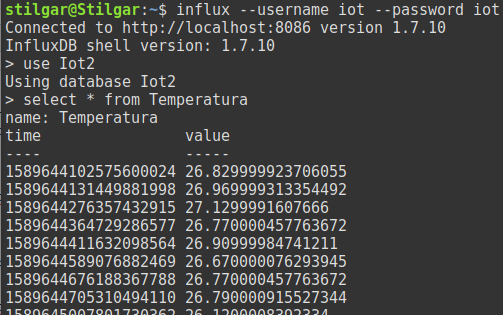 stilgar@Stilgar:~$ influx --username iot --password iot
Connected to http://localhost:8086 version 1.7.10
InfluxDB shell version: 1.7.10
> use Iot2
Using database Iot2
> select * from Temperatura
name: Temperatura
time                value
----                -----
1589644102575600024 26.829999923706055
1589644131449881998 26.969999313354492
1589644276357432915 27.1299991607666
1589644364729286577 26.770000457763672
1589644411632098564 26.90999984741211
1589644589076882469 26.670000076293945
1589644676188367788 26.770000457763672
1589644705310494110 26.790000915527344
1589645007801730362 26.1200008392334